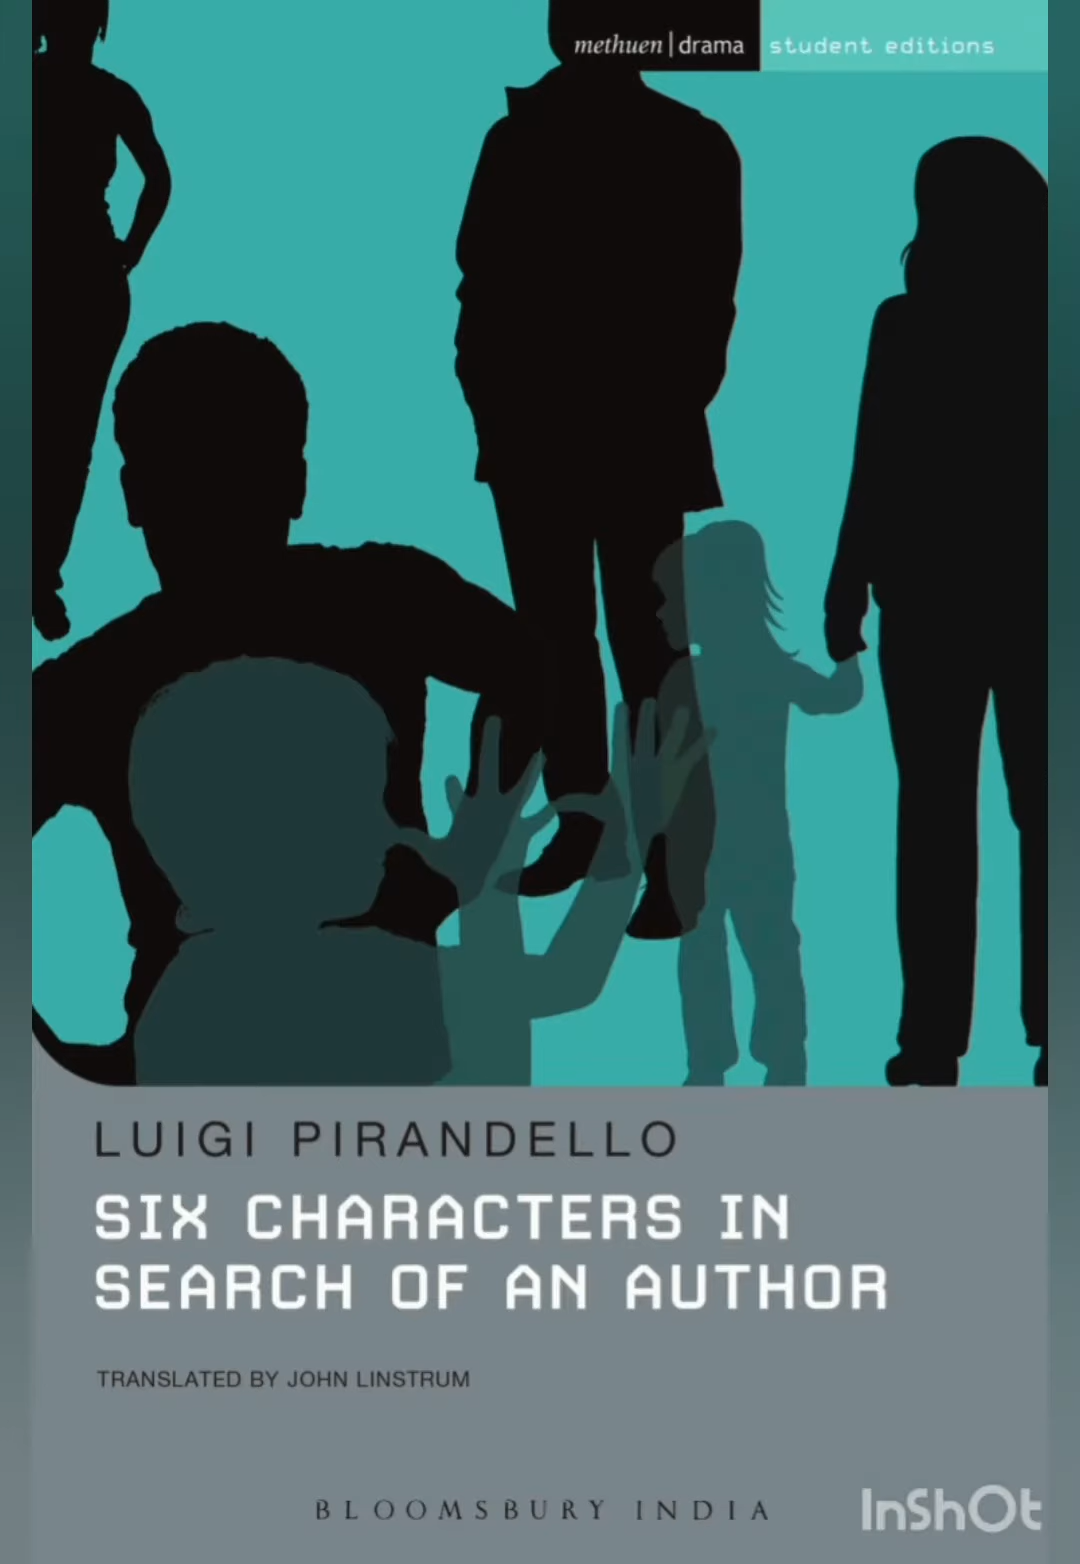 methuen|drama student editions
LUIGI PIRANDELLO
SIX CHARACTERS IN
SEARCH OF AN AUTHOR
TRANSLATED BY JOHN LINSTRUM
BLOOMSBURY INDIA
InShOt